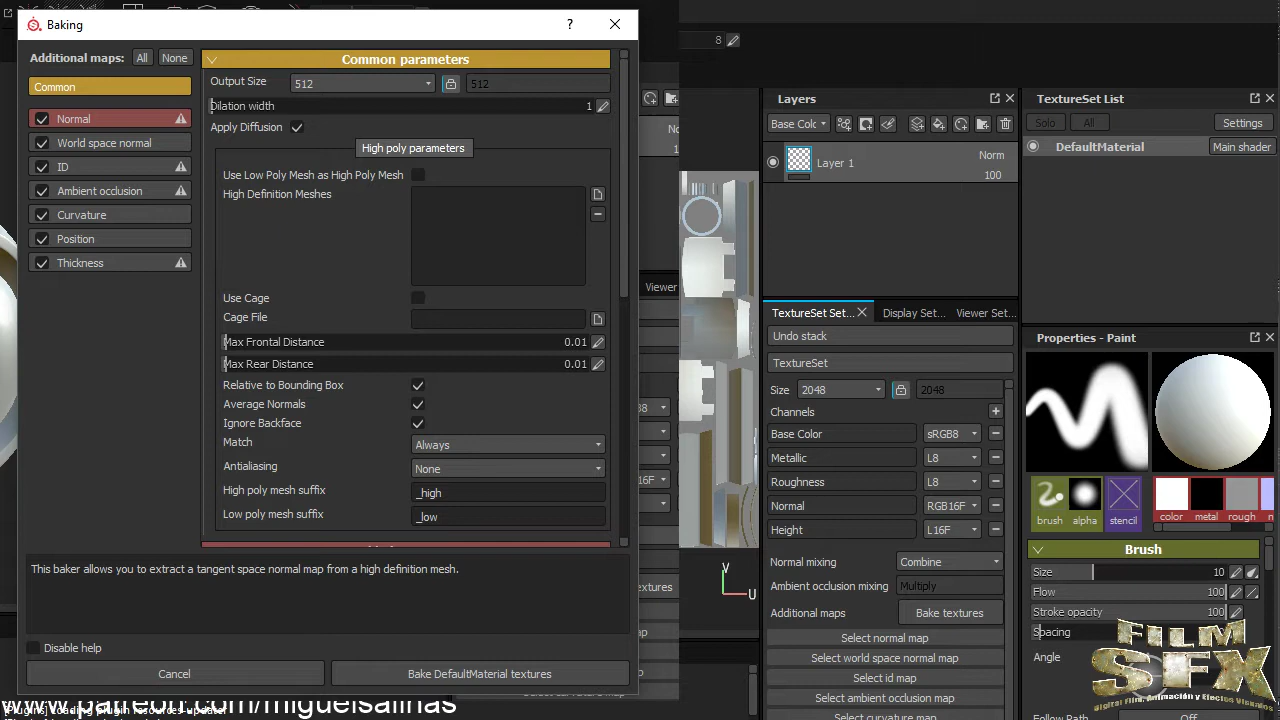 Baking
?
Additional maps: All None
Common
Normal
World space normal
ID
Ambient occlusion
Curvature
Position
Thickness
Common parameters
Output Size 512 512
Dilation width 1
Apply Diffusion
High poly parameters
Use Low Poly Mesh as High Poly Mesh
High Definition Meshes
Use Cage
Cage File
Max Frontal Distance 0.01
Max Rear Distance 0.01
Relative to Bounding Box
Average Normals
Ignore Backface
Match Always
Antialiasing None
High poly mesh suffix _high
Low poly mesh suffix _low
This baker allows you to extract a tangent space normal map from a high definition mesh.
Disable help
Cancel Bake DefaultMaterial textures
8
Viewer
V
U
Layers
Base Colc
Layer 1 Norm
100
TextureSet Set... Display Set... Viewer Set...
Undo stack
TextureSet
Size 2048 2048
Channels
Base Color sRGB8
Metallic L8
Roughness L8
Normal RGB16F
Height L16F
Normal mixing Combine
Ambient occlusion mixing Multiply
Additional maps Bake textures
Select normal map
Select world space normal map
Select id map
Select ambient occlusion map
Select curvature map
TextureSet List
Solo All Settings
DefaultMaterial Main shader
Properties - Paint
brush alpha stencil color metal rough n
Brush
Size 10
Flow 100
Stroke opacity 100
Spacing
Angle
Follow Path Off
FILM
SFX
www.patreon.com/miguelsalinas